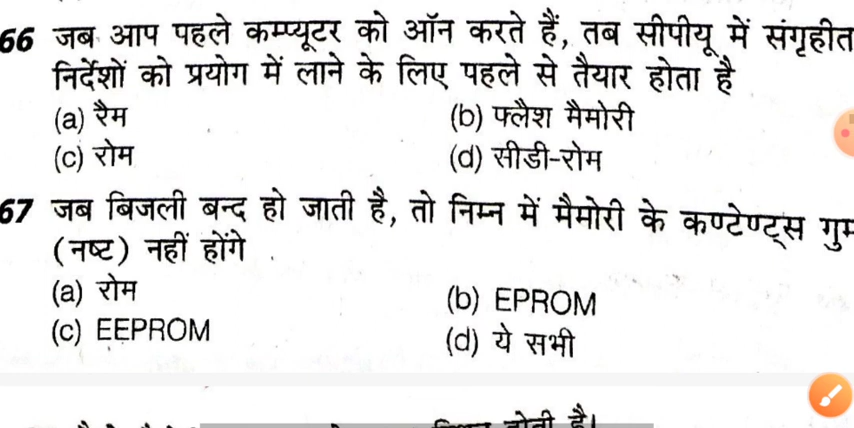 66 जब आप पहले कम्प्यूटर को ऑन करते हैं, तब सीपीयू में संगृहीत
निर्देशों को प्रयोग में लाने के लिए पहले से तैयार होता है
(a) रैम (b) फ्लैश मैमोरी
(c) रोम (d) सीडी-रोम
67 जब बिजली बन्द हो जाती है, तो निम्न में मैमोरी के कण्टेण्ट्स
(नष्ट) नहीं होंगे
(a) रोम (b) EPROM
(c) EEPROM (d) ये सभी
होती है।